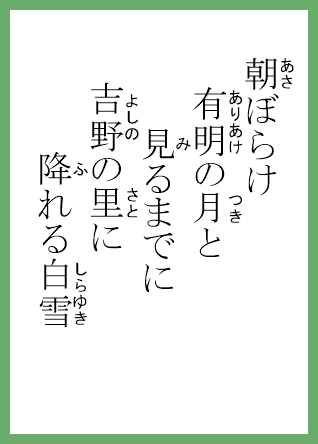 朝ぼらけ
有明の月と
見るまでに
吉野の里に
降れる白雪
あさ
ありあけ
つき
み
よしの
さと
ふ
しらゆき